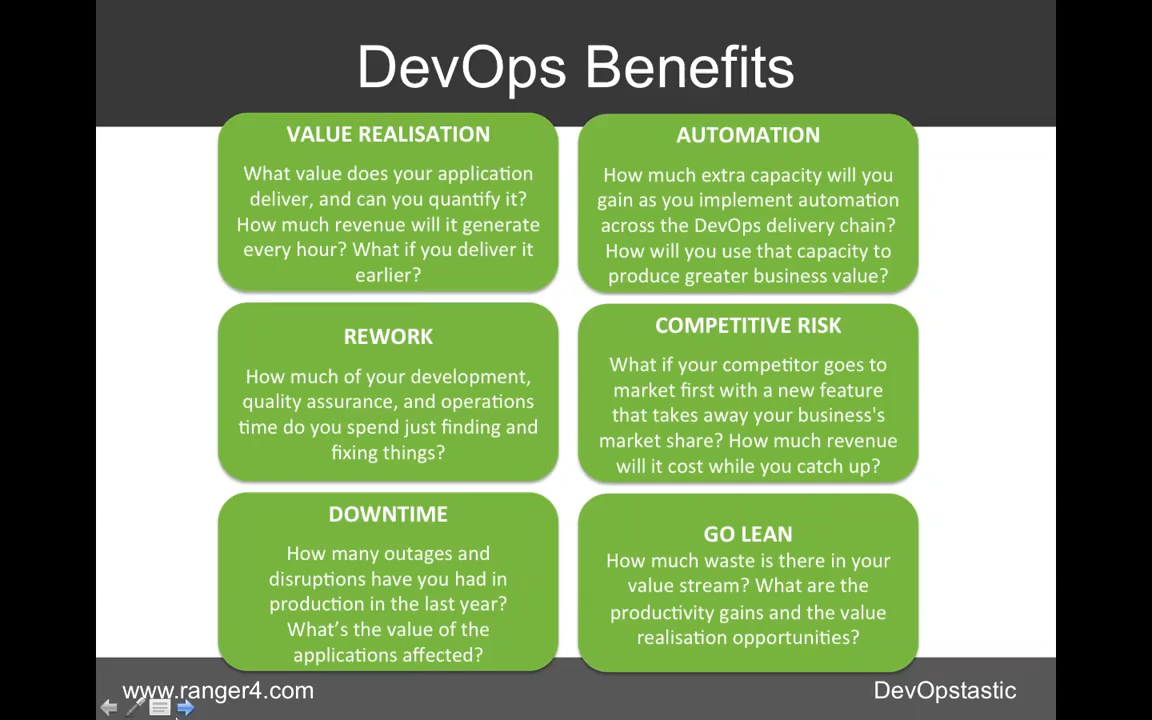 DevOps Benefits
VALUE REALISATION
What value does your application
deliver, and can you quantify it?
How much revenue will it generate
every hour? What if you deliver it
earlier?
AUTOMATION
How much extra capacity will you
gain as you implement automation
across the DevOps delivery chain?
How will you use that capacity to
produce greater business value?
REWORK
How much of your development,
quality assurance, and operations
time do you spend just finding and
fixing things?
COMPETITIVE RISK
What if your competitor goes to
market first with a new feature
that takes away your business's
market share? How much revenue
will it cost while you catch up?
DOWNTIME
How many outages and
disruptions have you had in
production in the last year?
What’s the value of the
applications affected?
GO LEAN
How much waste is there in your
value stream? What are the
productivity gains and the value
realisation opportunities?
www.ranger4.com
DevOpstastic